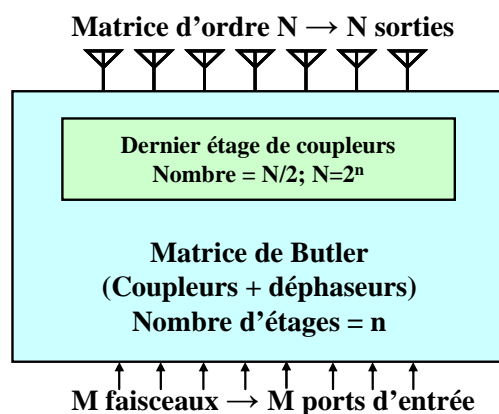 Matrice d’ordre N → N sorties
Dernier étage de coupleurs
Nombre = N/2; N=2ⁿ
Matrice de Butler
(Coupleurs + déphaseurs)
Nombre d’étages = n
M faisceaux → M ports d’entrée